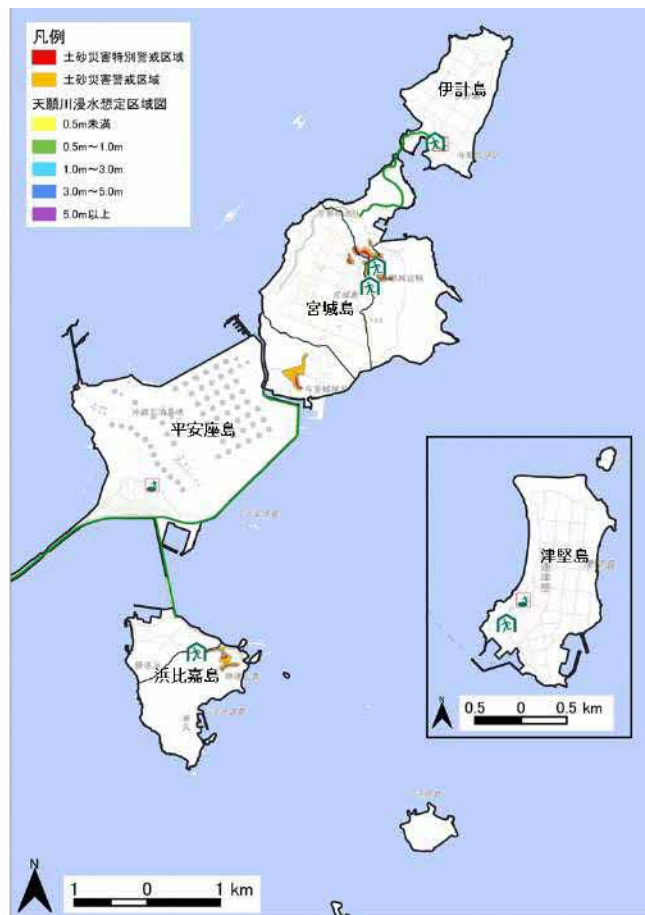 凡例
土砂災害特別警戒区域
土砂災害警戒区域
天願川浸水想定区域図
0.5m未満
0.5m～1.0m
1.0m～3.0m
3.0m～5.0m
5.0m以上
伊計島
宮城島
平安座島
津堅島
浜比嘉島
N
0.5 0 0.5 km
N
1 0 1 km